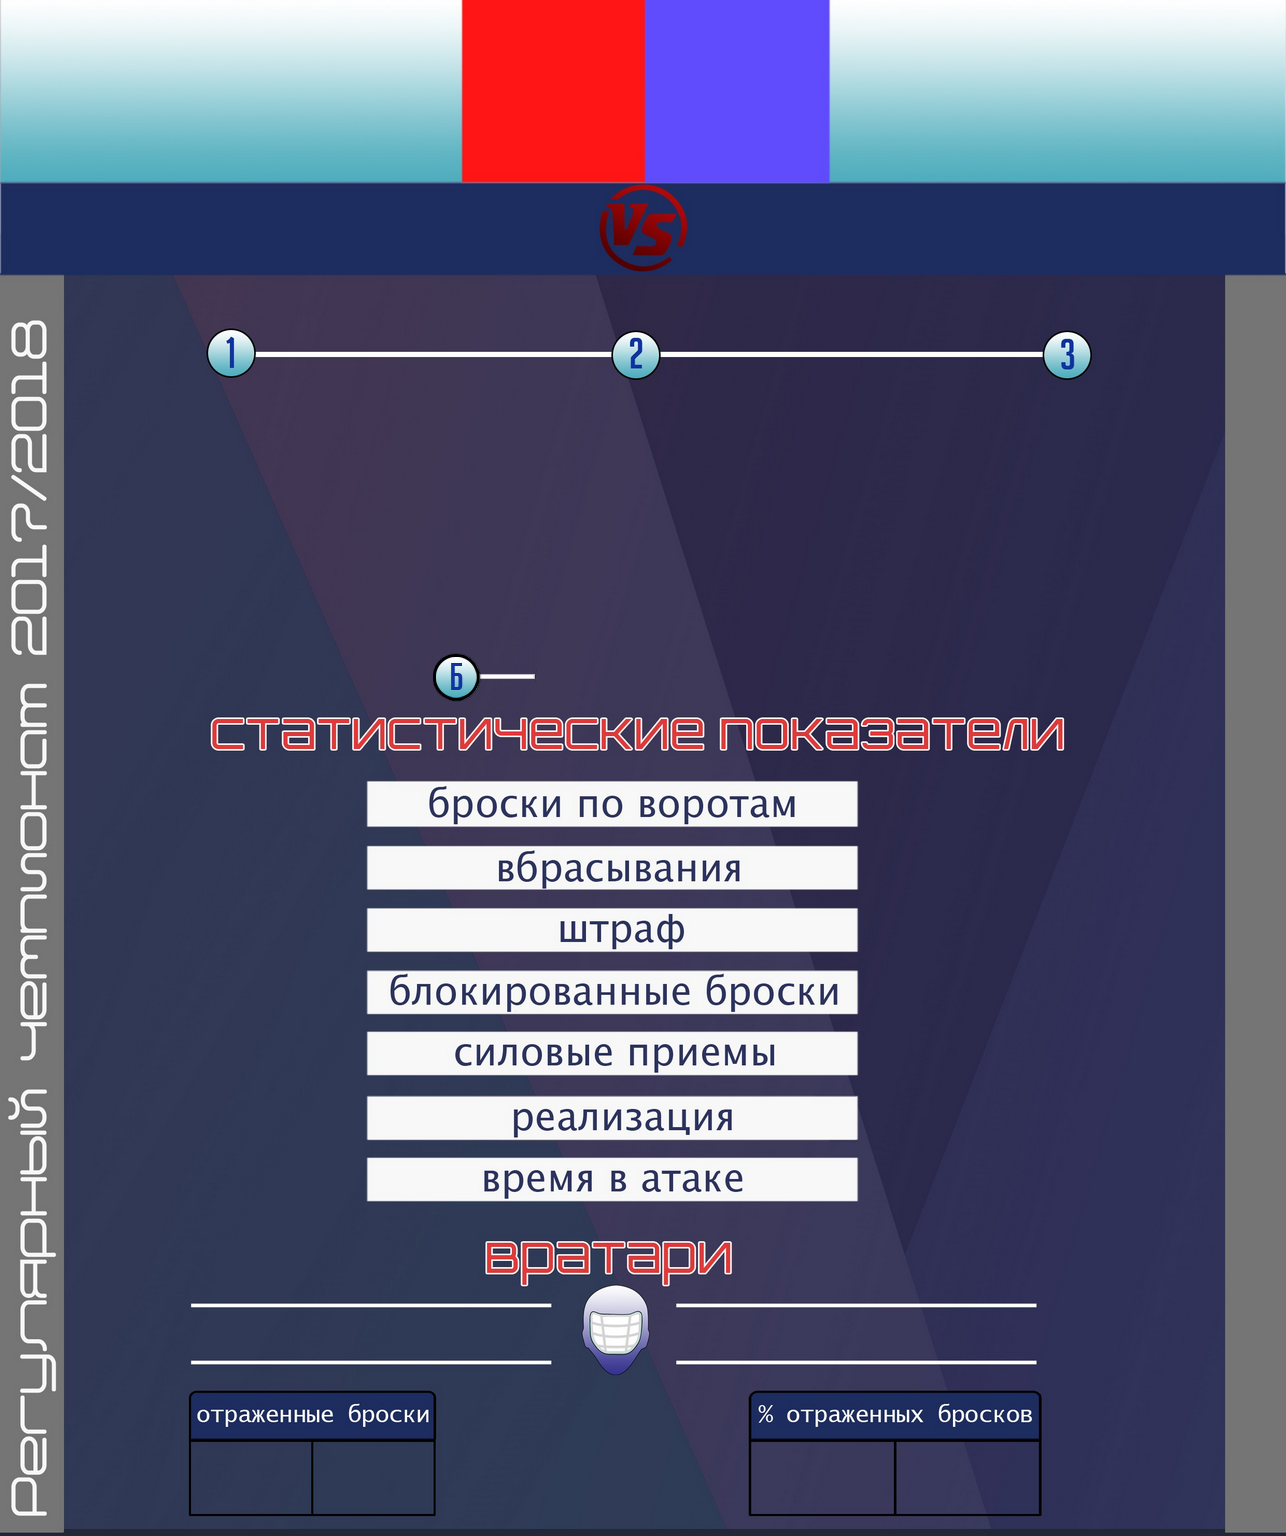 VS
Регулярный чемпионат 2017/2018
1
2
3
Б
статистические показатели
броски по воротам
вбрасывания
штраф
блокированные броски
силовые приемы
реализация
время в атаке
вратари
отраженные броски
% отраженных бросков